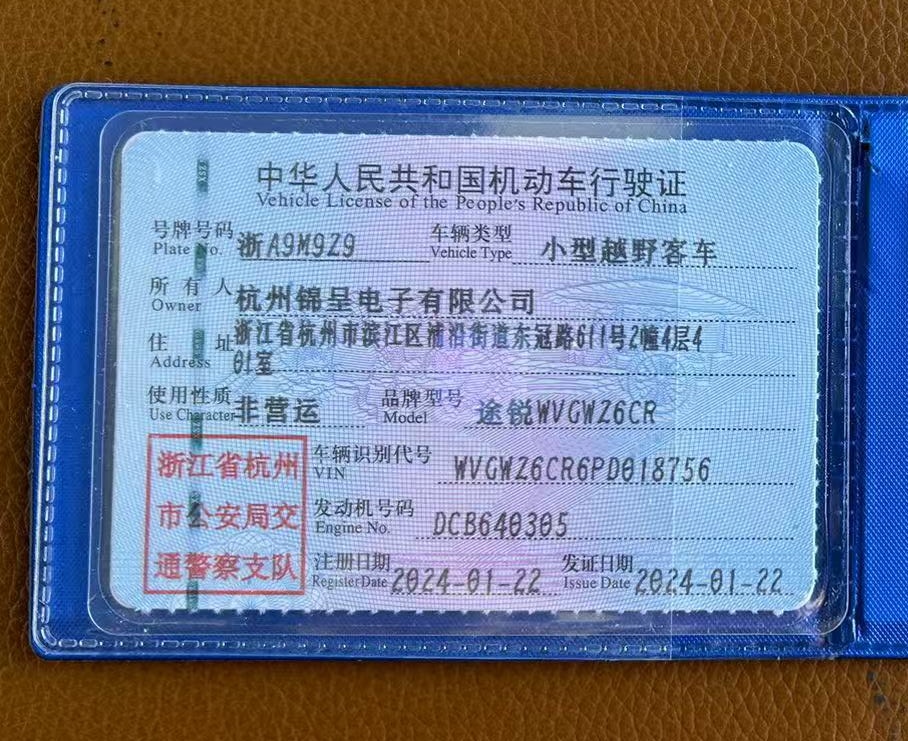 中华人民共和国机动车行驶证
Vehicle License of the People's Republic of China
号牌号码 浙A9M9Z9 车辆类型 小型越野客车
Plate No. Vehicle Type
所有人 杭州锦呈电子有限公司
Owner
住址 浙江省杭州市滨江区浦沿街道东冠路611号2幢4层4
Address 01室
使用性质 非营运 品牌型号 途锐WVGWZ6CR
Use Character Model
浙江省杭州
市公安局交
通警察支队
车辆识别代号 WVGWZ6CR6PD018756
VIN
发动机号码 DCB640305
Engine No.
注册日期 2024-01-22 发证日期 2024-01-22
Register Date Issue Date